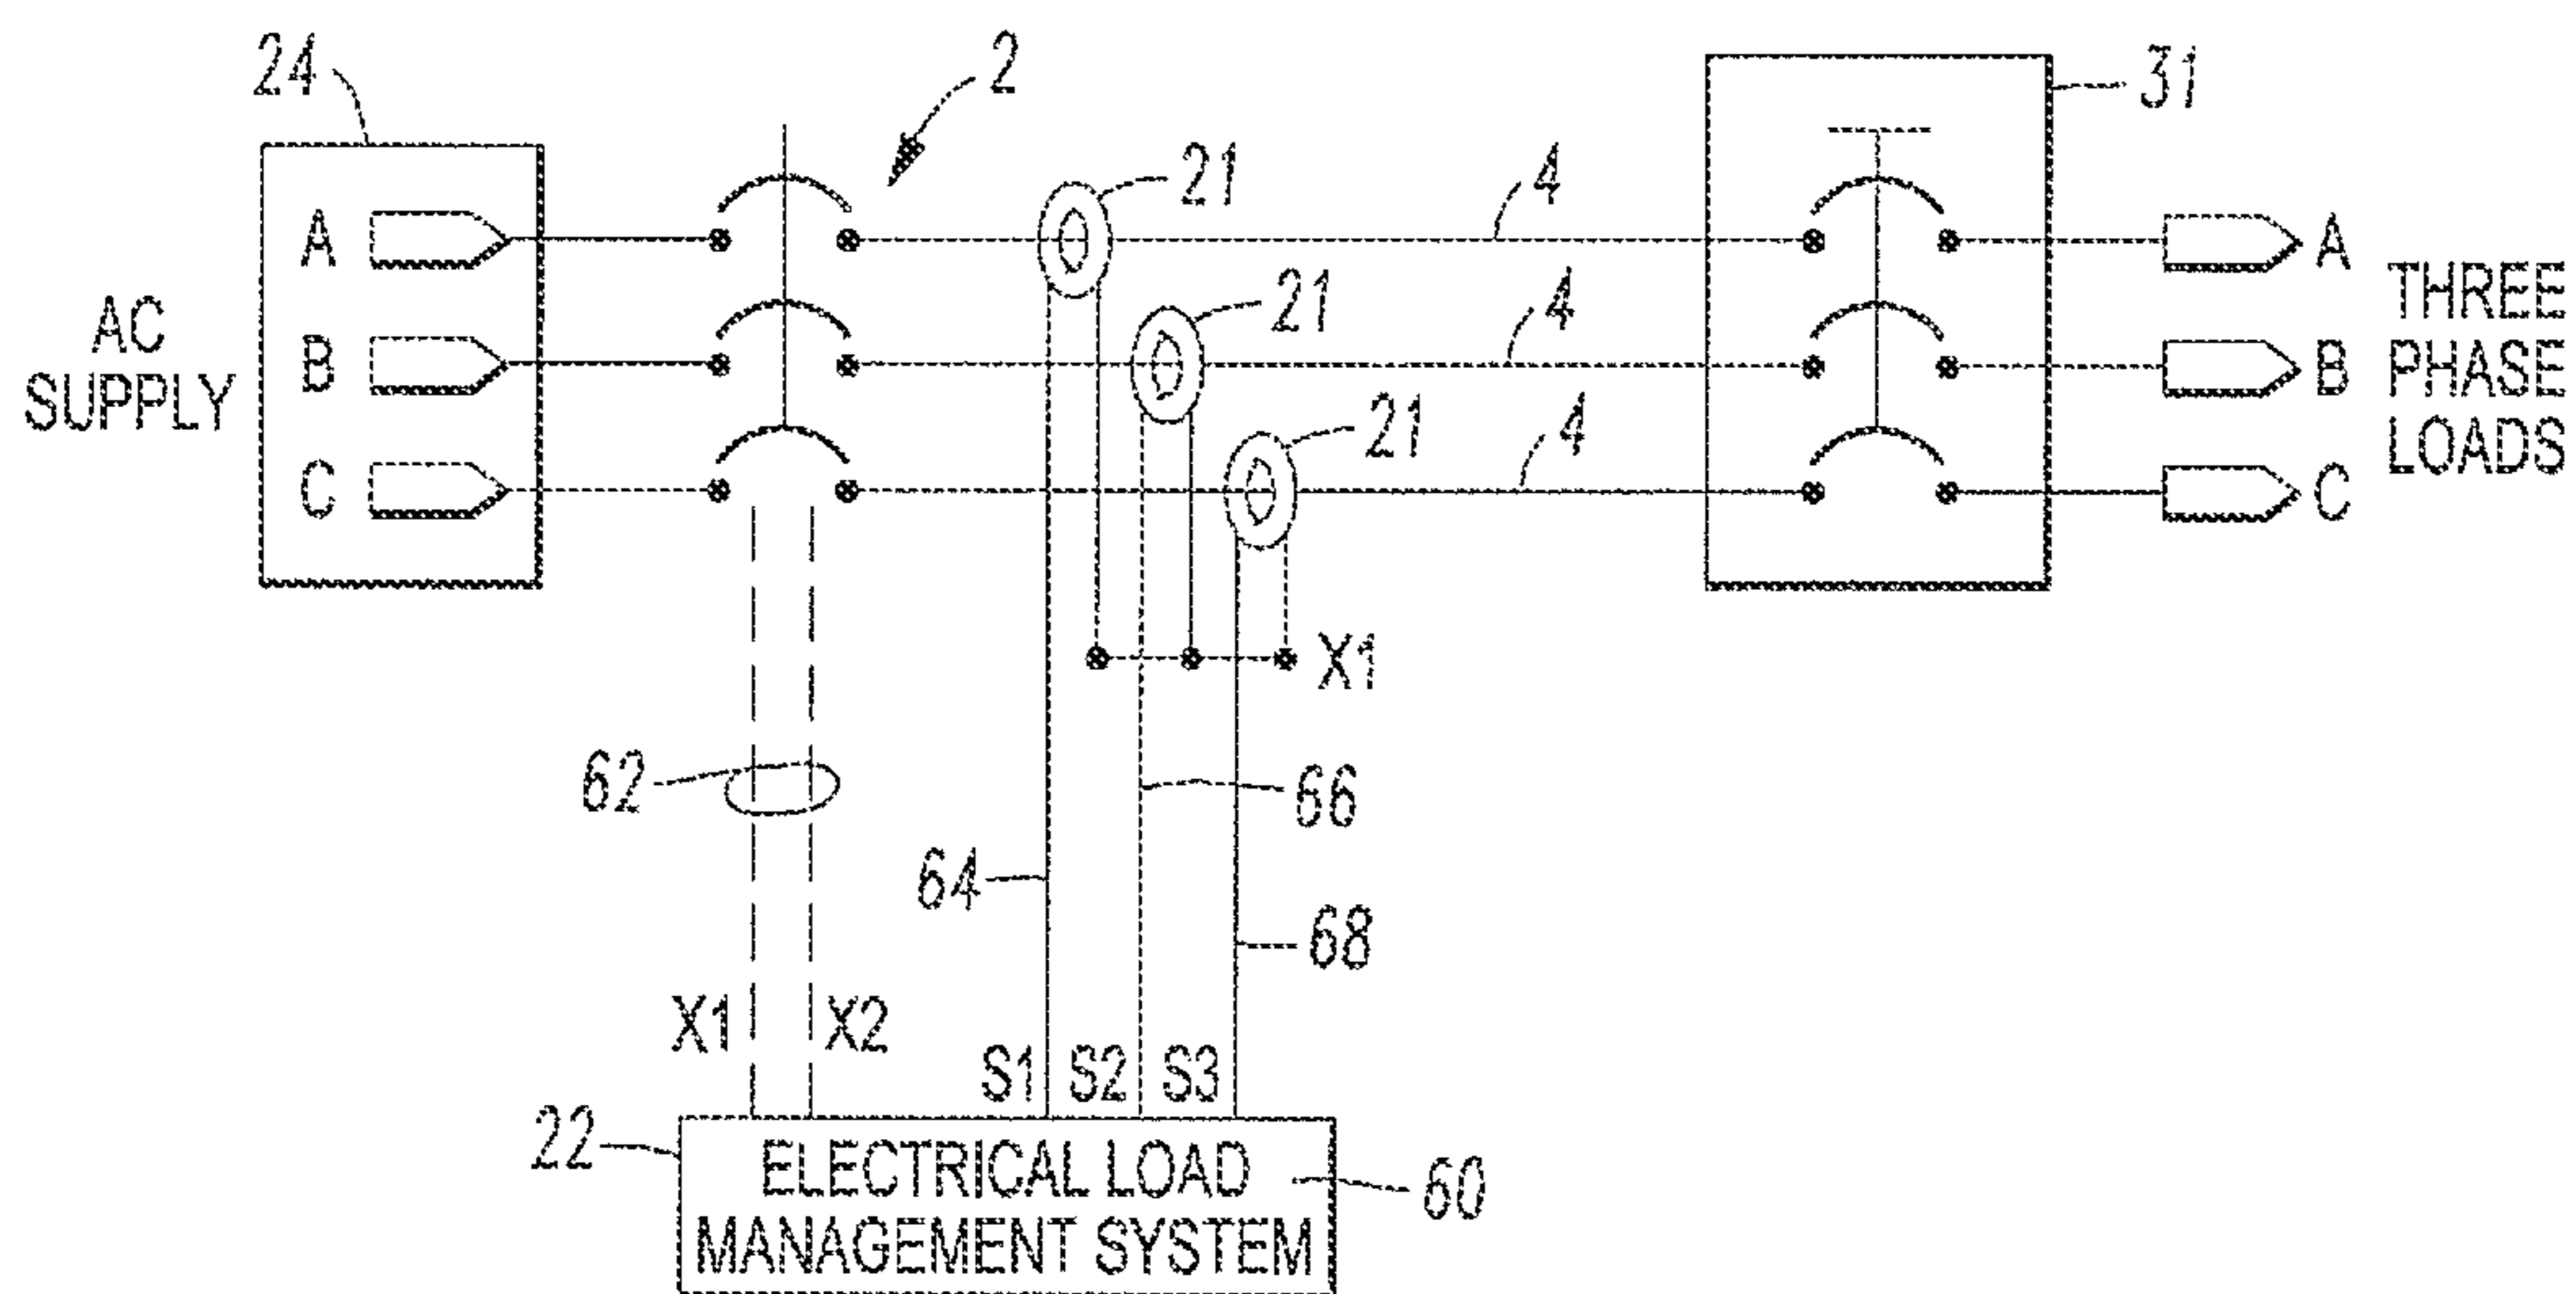 24
2
31
21
4
A
A
THREE
21
4
AC
B
B
PHASE
SUPPLY
21
4
LOADS
C
C
X1
62
66
64
68
X1
X2
S1
S2
S3
22
ELECTRICAL LOAD
60
MANAGEMENT SYSTEM